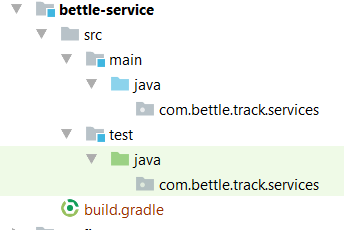 bettle-service
src
main
java
com.bettle.track.services
test
java
com.bettle.track.services
build.gradle